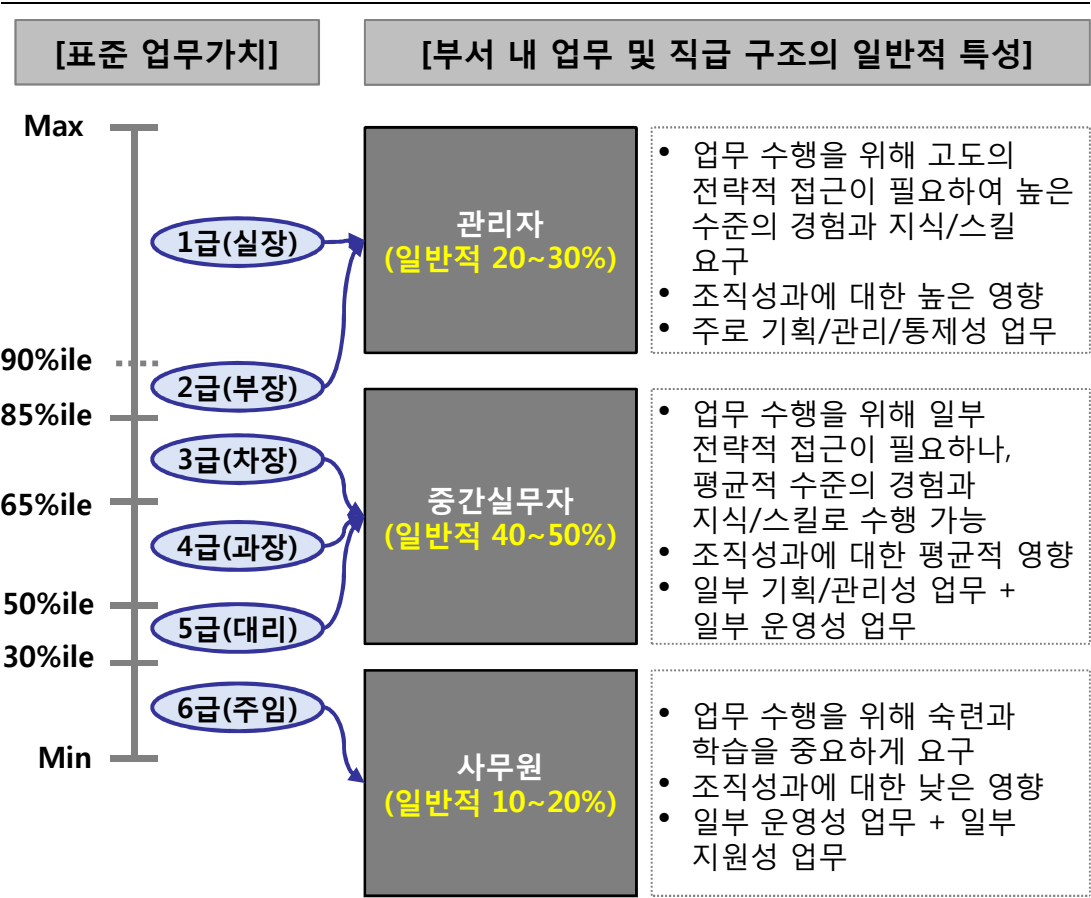 [표준 업무가치]
[부서 내 업무 및 직급 구조의 일반적 특성]
Max
90%ile
85%ile
65%ile
50%ile
30%ile
Min
1급(실장)
2급(부장)
3급(차장)
4급(과장)
5급(대리)
6급(주임)
관리자
(일반적 20~30%)
• 업무 수행을 위해 고도의
전략적 접근이 필요하여 높은
수준의 경험과 지식/스킬
요구
• 조직성과에 대한 높은 영향
• 주로 기획/관리/통제성 업무
중간실무자
(일반적 40~50%)
• 업무 수행을 위해 일부
전략적 접근이 필요하나,
평균적 수준의 경험과
지식/스킬로 수행 가능
• 조직성과에 대한 평균적 영향
• 일부 기획/관리성 업무 +
일부 운영성 업무
사무원
(일반적 10~20%)
• 업무 수행을 위해 숙련과
학습을 중요하게 요구
• 조직성과에 대한 낮은 영향
• 일부 운영성 업무 + 일부
지원성 업무